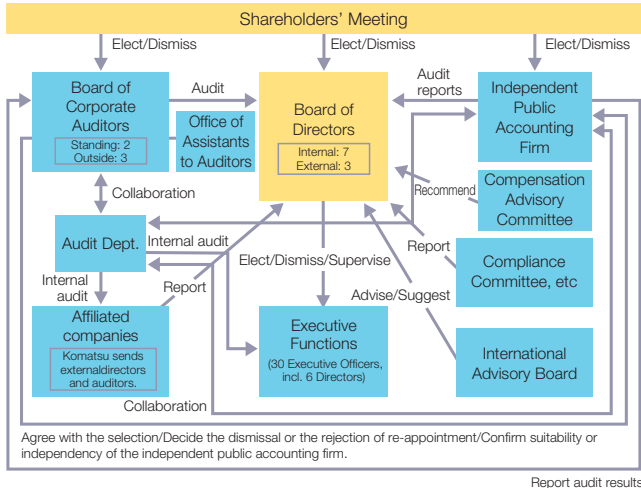 Shareholders' Meeting
Elect/Dismiss
Elect/Dismiss
Elect/Dismiss
Board of
Corporate
Auditors
Standing: 2
Outside: 3
Audit
Office of
Assistants
to Auditors
Board of
Directors
Internal: 7
External: 3
Audit
reports
Independent
Public
Accounting
Firm
Collaboration
Recommend
Compensation
Advisory
Committee
Audit Dept.
Internal audit
Elect/Dismiss/Supervise
Report
Compliance
Committee, etc
Internal
audit
Report
Advise/Suggest
Affiliated
companies
Komatsu sends
externaldirectors
and auditors.
Executive
Functions
(30 Executive Officers,
incl. 6 Directors)
International
Advisory Board
Collaboration
Agree with the selection/Decide the dismissal or the rejection of re-appointment/Confirm suitability or
independency of the independent public accounting firm.
Report audit results